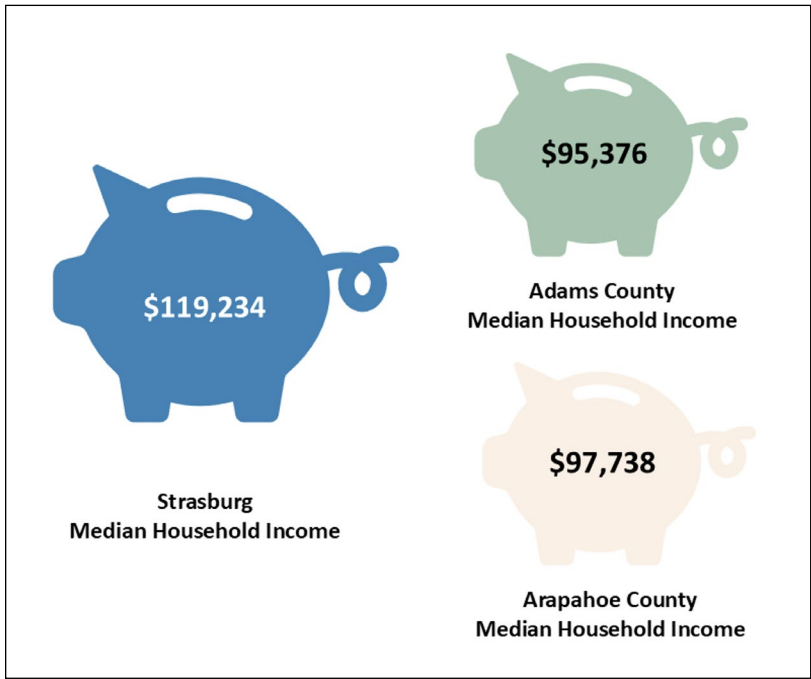 $119,234
Strasburg
Median Household Income
$95,376
Adams County
Median Household Income
$97,738
Arapahoe County
Median Household Income